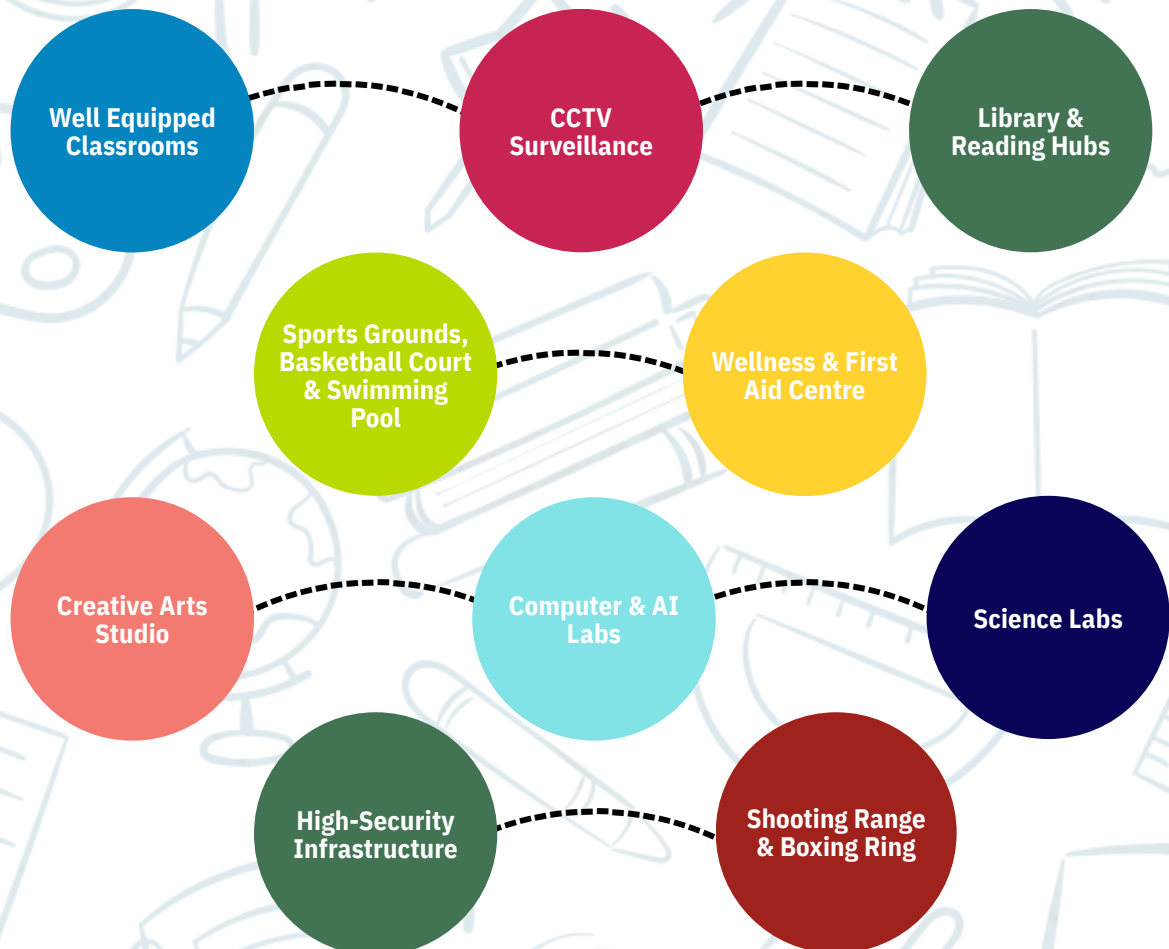 Well Equipped
Classrooms
CCTV
Surveillance
Library &
Reading Hubs
Sports Grounds,
Basketball Court
& Swimming
Pool
Wellness & First
Aid Centre
Creative Arts
Studio
Computer & AI
Labs
Science Labs
High-Security
Infrastructure
Shooting Range
& Boxing Ring